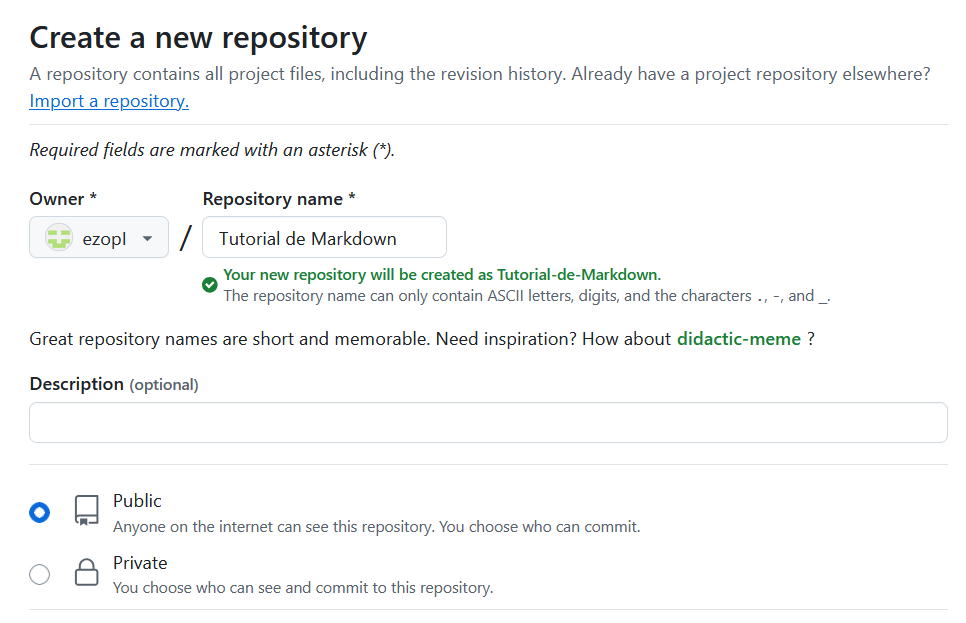 Create a new repository
A repository contains all project files, including the revision history. Already have a project repository elsewhere?
Import a repository.
Required fields are marked with an asterisk (*).
Owner * Repository name *
ezopl / Tutorial de Markdown
Your new repository will be created as Tutorial-de-Markdown.
The repository name can only contain ASCII letters, digits, and the characters ., -, and _.
Great repository names are short and memorable. Need inspiration? How about didactic-meme ?
Description (optional)
Public
Anyone on the internet can see this repository. You choose who can commit.
Private
You choose who can see and commit to this repository.